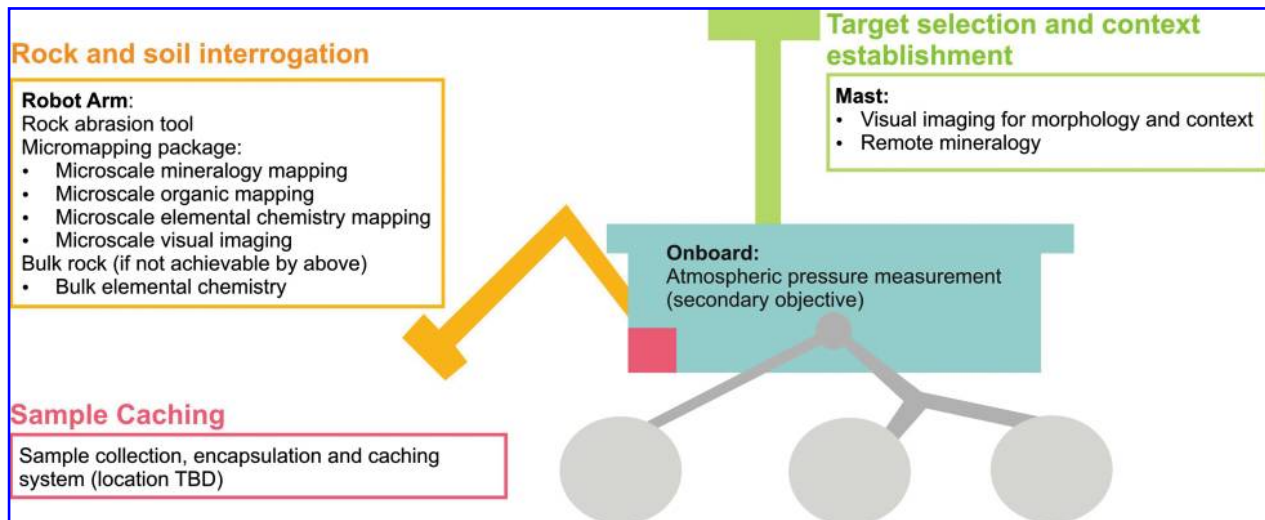 Rock and soil interrogation
Robot Arm:
Rock abrasion tool
Micromapping package:
• Microscale mineralogy mapping
• Microscale organic mapping
• Microscale elemental chemistry mapping
• Microscale visual imaging
Bulk rock (if not achievable by above)
• Bulk elemental chemistry
Target selection and context
establishment
Mast:
• Visual imaging for morphology and context
• Remote mineralogy
Onboard:
Atmospheric pressure measurement
(secondary objective)
Sample Caching
Sample collection, encapsulation and caching
system (location TBD)